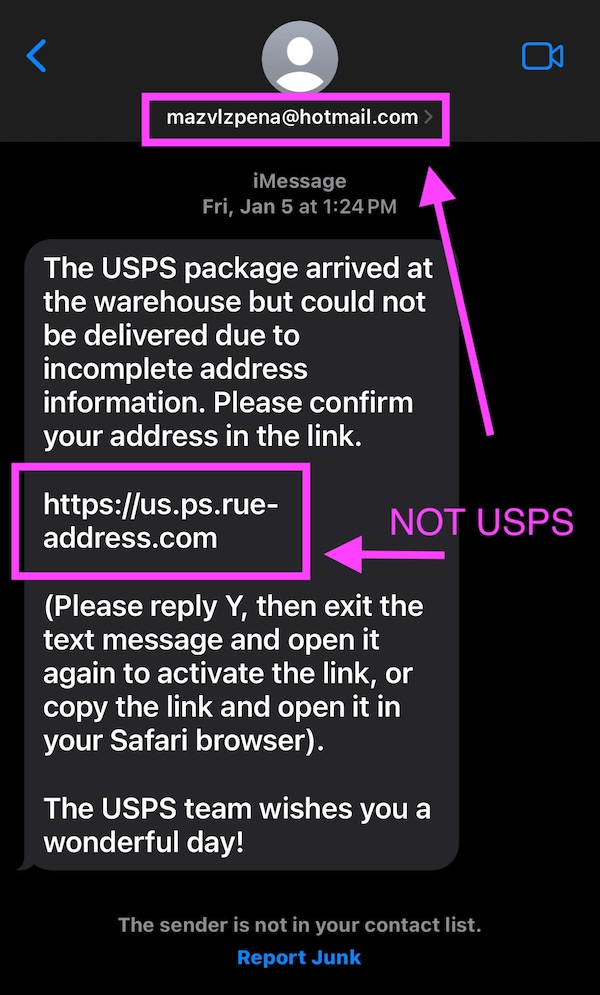 mazvlzpena@hotmail.com
iMessage
Fri, Jan 5 at 1:24 PM
The USPS package arrived at
the warehouse but could not
be delivered due to
incomplete address
information. Please confirm
your address in the link.
https://us.ps.rue-
address.com
NOT USPS
(Please reply Y, then exit the
text message and open it
again to activate the link, or
copy the link and open it in
your Safari browser).
The USPS team wishes you a
wonderful day!
The sender is not in your contact list.
Report Junk